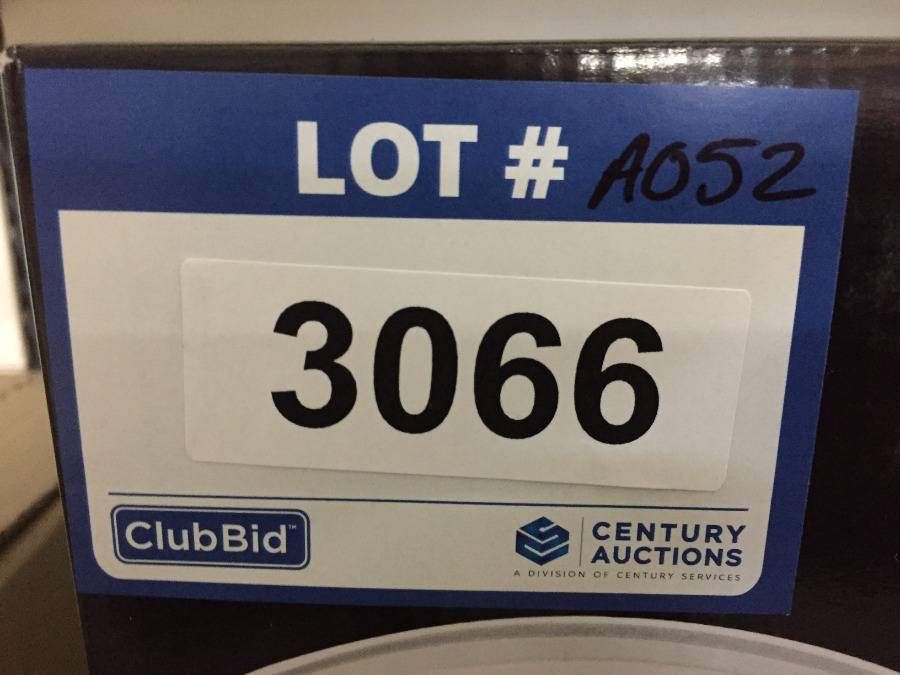 LOT # A052
3066
ClubBid™
CENTURY
AUCTIONS
A DIVISION OF CENTURY SERVICES